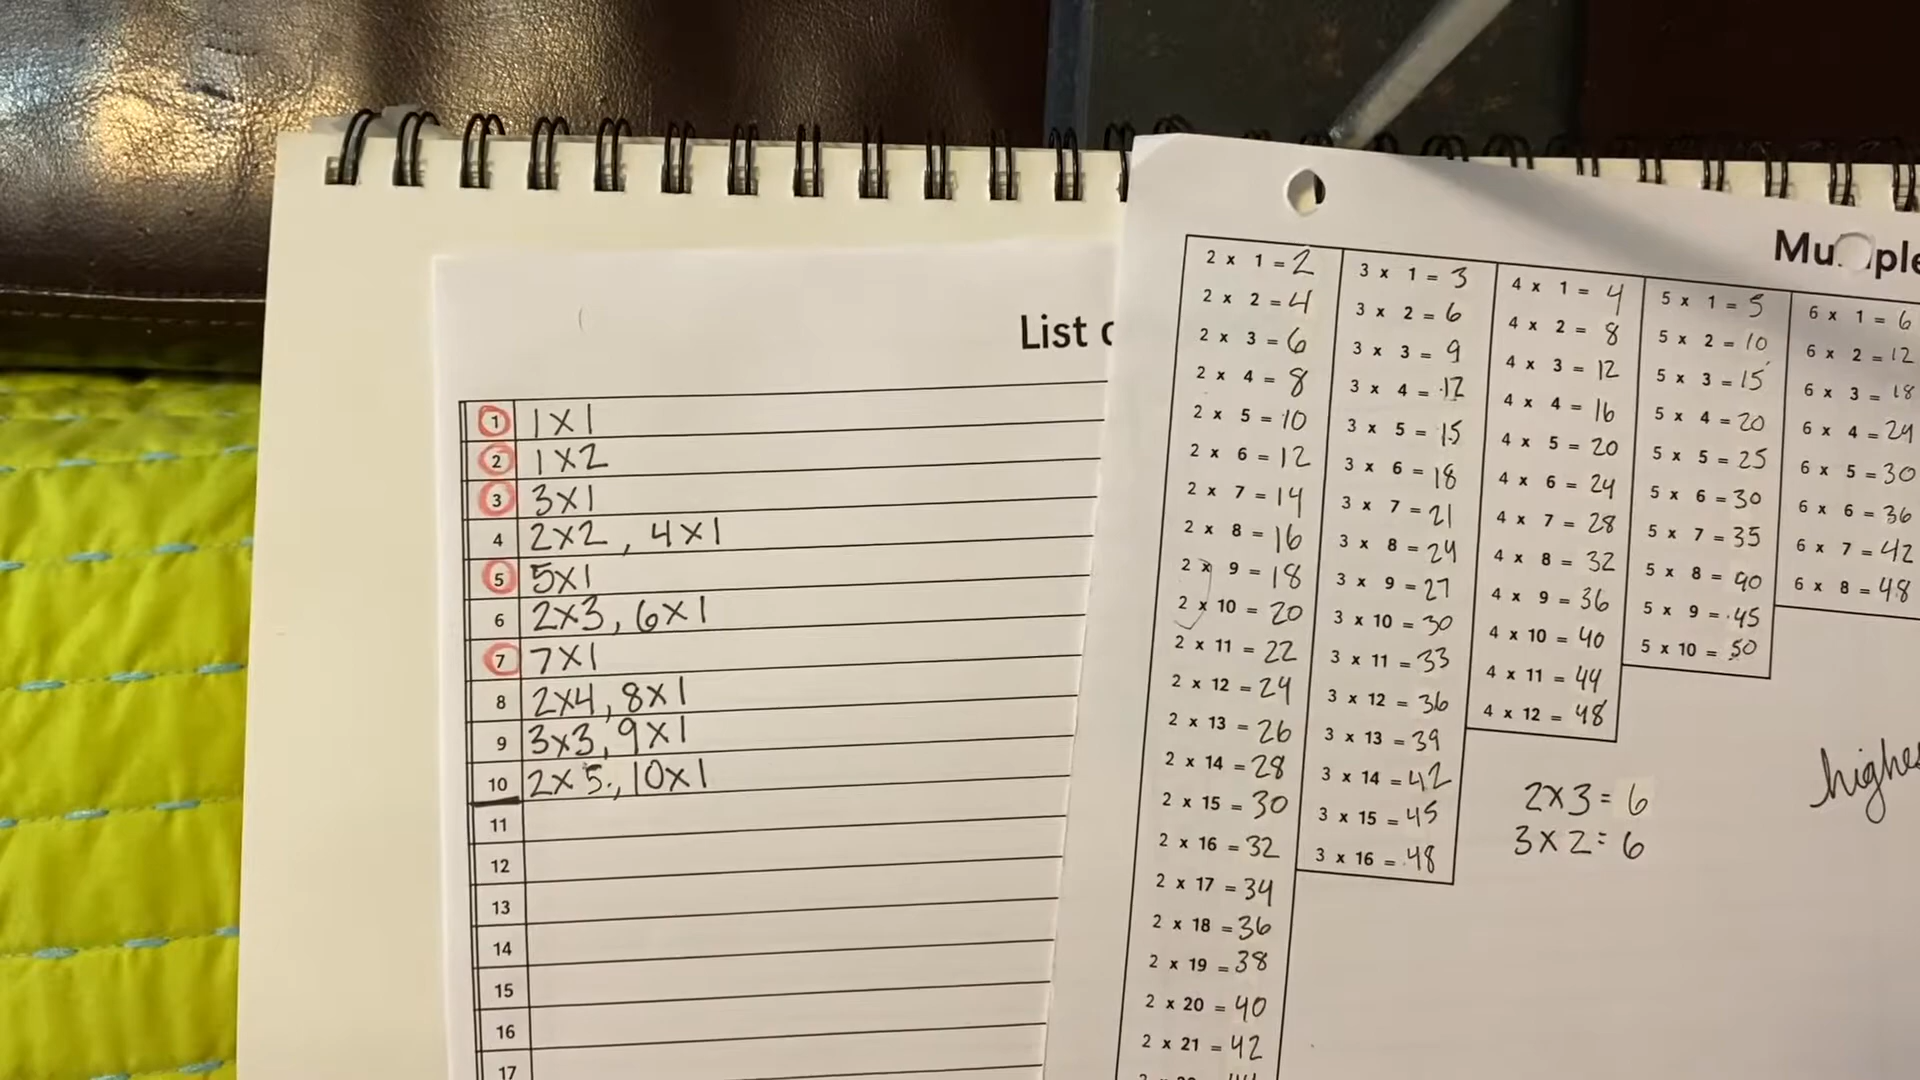 List
1 1x1
2 1x2
3 3x1
4 2x2, 4x1
5 5x1
6 2x3, 6x1
7 7x1
8 2x4, 8x1
9 3x3, 9x1
10 2x5, 10x1
11
12
13
14
15
16
17
2 x 1 = 2
2 x 2 = 4
2 x 3 = 6
2 x 4 = 8
2 x 5 = 10
2 x 6 = 12
2 x 7 = 14
2 x 8 = 16
2 x 9 = 18
2 x 10 = 20
2 x 11 = 22
2 x 12 = 24
2 x 13 = 26
2 x 14 = 28
2 x 15 = 30
2 x 16 = 32
2 x 17 = 34
2 x 18 = 36
2 x 19 = 38
2 x 20 = 40
2 x 21 = 42
3 x 1 = 3
3 x 2 = 6
3 x 3 = 9
3 x 4 = 12
3 x 5 = 15
3 x 6 = 18
3 x 7 = 21
3 x 8 = 24
3 x 9 = 27
3 x 10 = 30
3 x 11 = 33
3 x 12 = 36
3 x 13 = 39
3 x 14 = 42
3 x 15 = 45
3 x 16 = 48
4 x 1 = 4
4 x 2 = 8
4 x 3 = 12
4 x 4 = 16
4 x 5 = 20
4 x 6 = 24
4 x 7 = 28
4 x 8 = 32
4 x 9 = 36
4 x 10 = 40
4 x 11 = 44
4 x 12 = 48
5 x 1 = 5
5 x 2 = 10
5 x 3 = 15
5 x 4 = 20
5 x 5 = 25
5 x 6 = 30
5 x 7 = 35
5 x 8 = 40
5 x 9 = 45
5 x 10 = 50
6 x 1 = 6
6 x 2 = 12
6 x 3 = 18
6 x 4 = 24
6 x 5 = 30
6 x 6 = 36
6 x 7 = 42
6 x 8 = 48
2x3 = 6
3x2 = 6